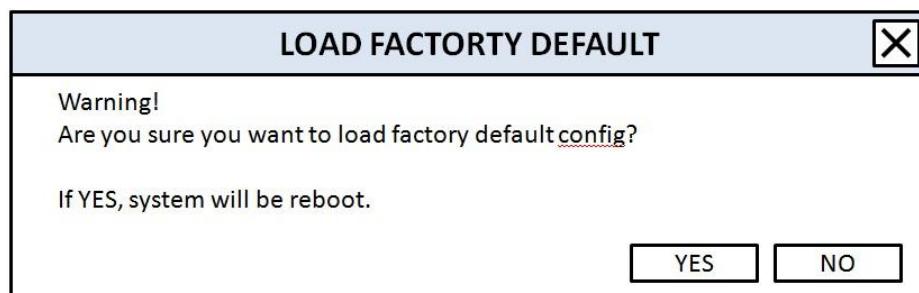 LOAD FACTORTY DEFAULT
Warning!
Are you sure you want to load factory default config?
If YES, system will be reboot.
YES NO